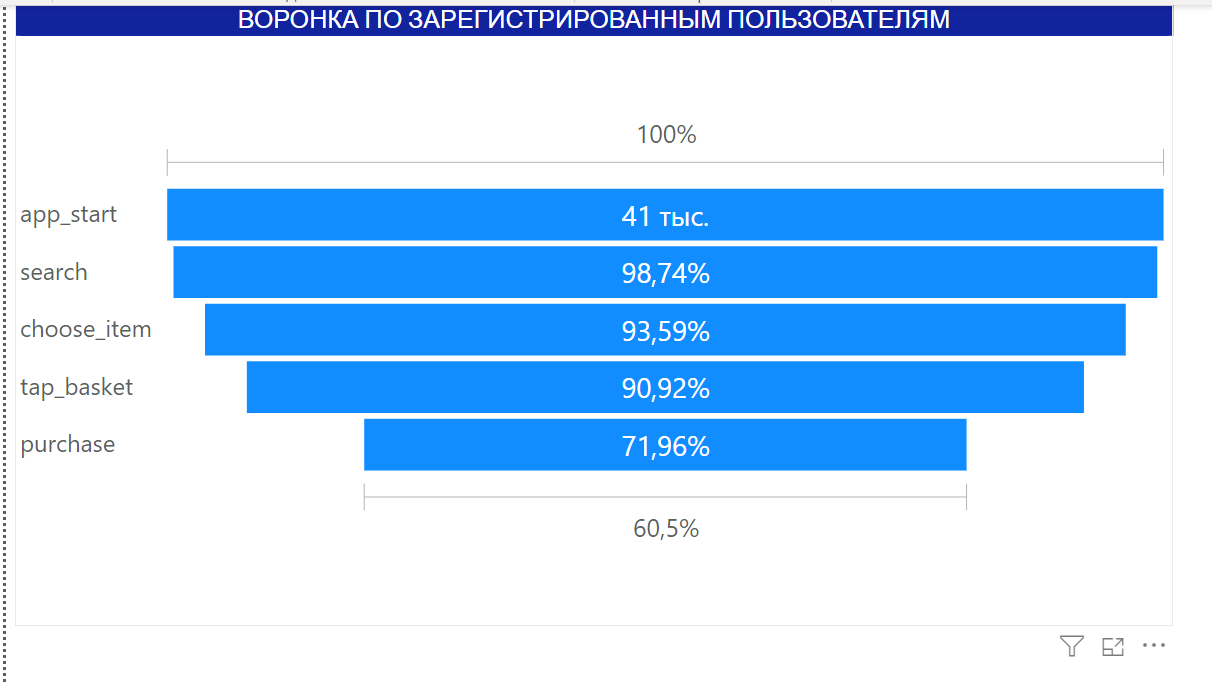 ВОРОНКА ПО ЗАРЕГИСТРИРОВАННЫМ ПОЛЬЗОВАТЕЛЯМ
100%
app_start 41 тыс.
search 98,74%
choose_item 93,59%
tap_basket 90,92%
purchase 71,96%
60,5%